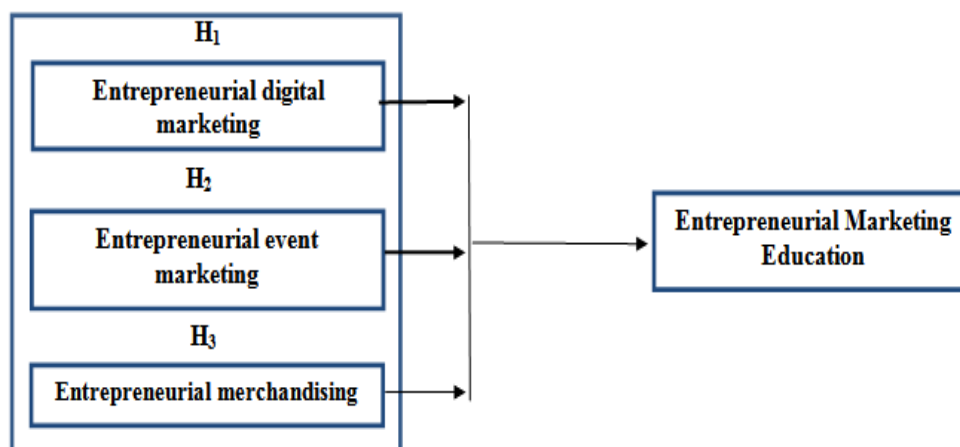 H₁
Entrepreneurial digital
marketing
H₂
Entrepreneurial event
marketing
H₃
Entrepreneurial merchandising
Entrepreneurial Marketing
Education